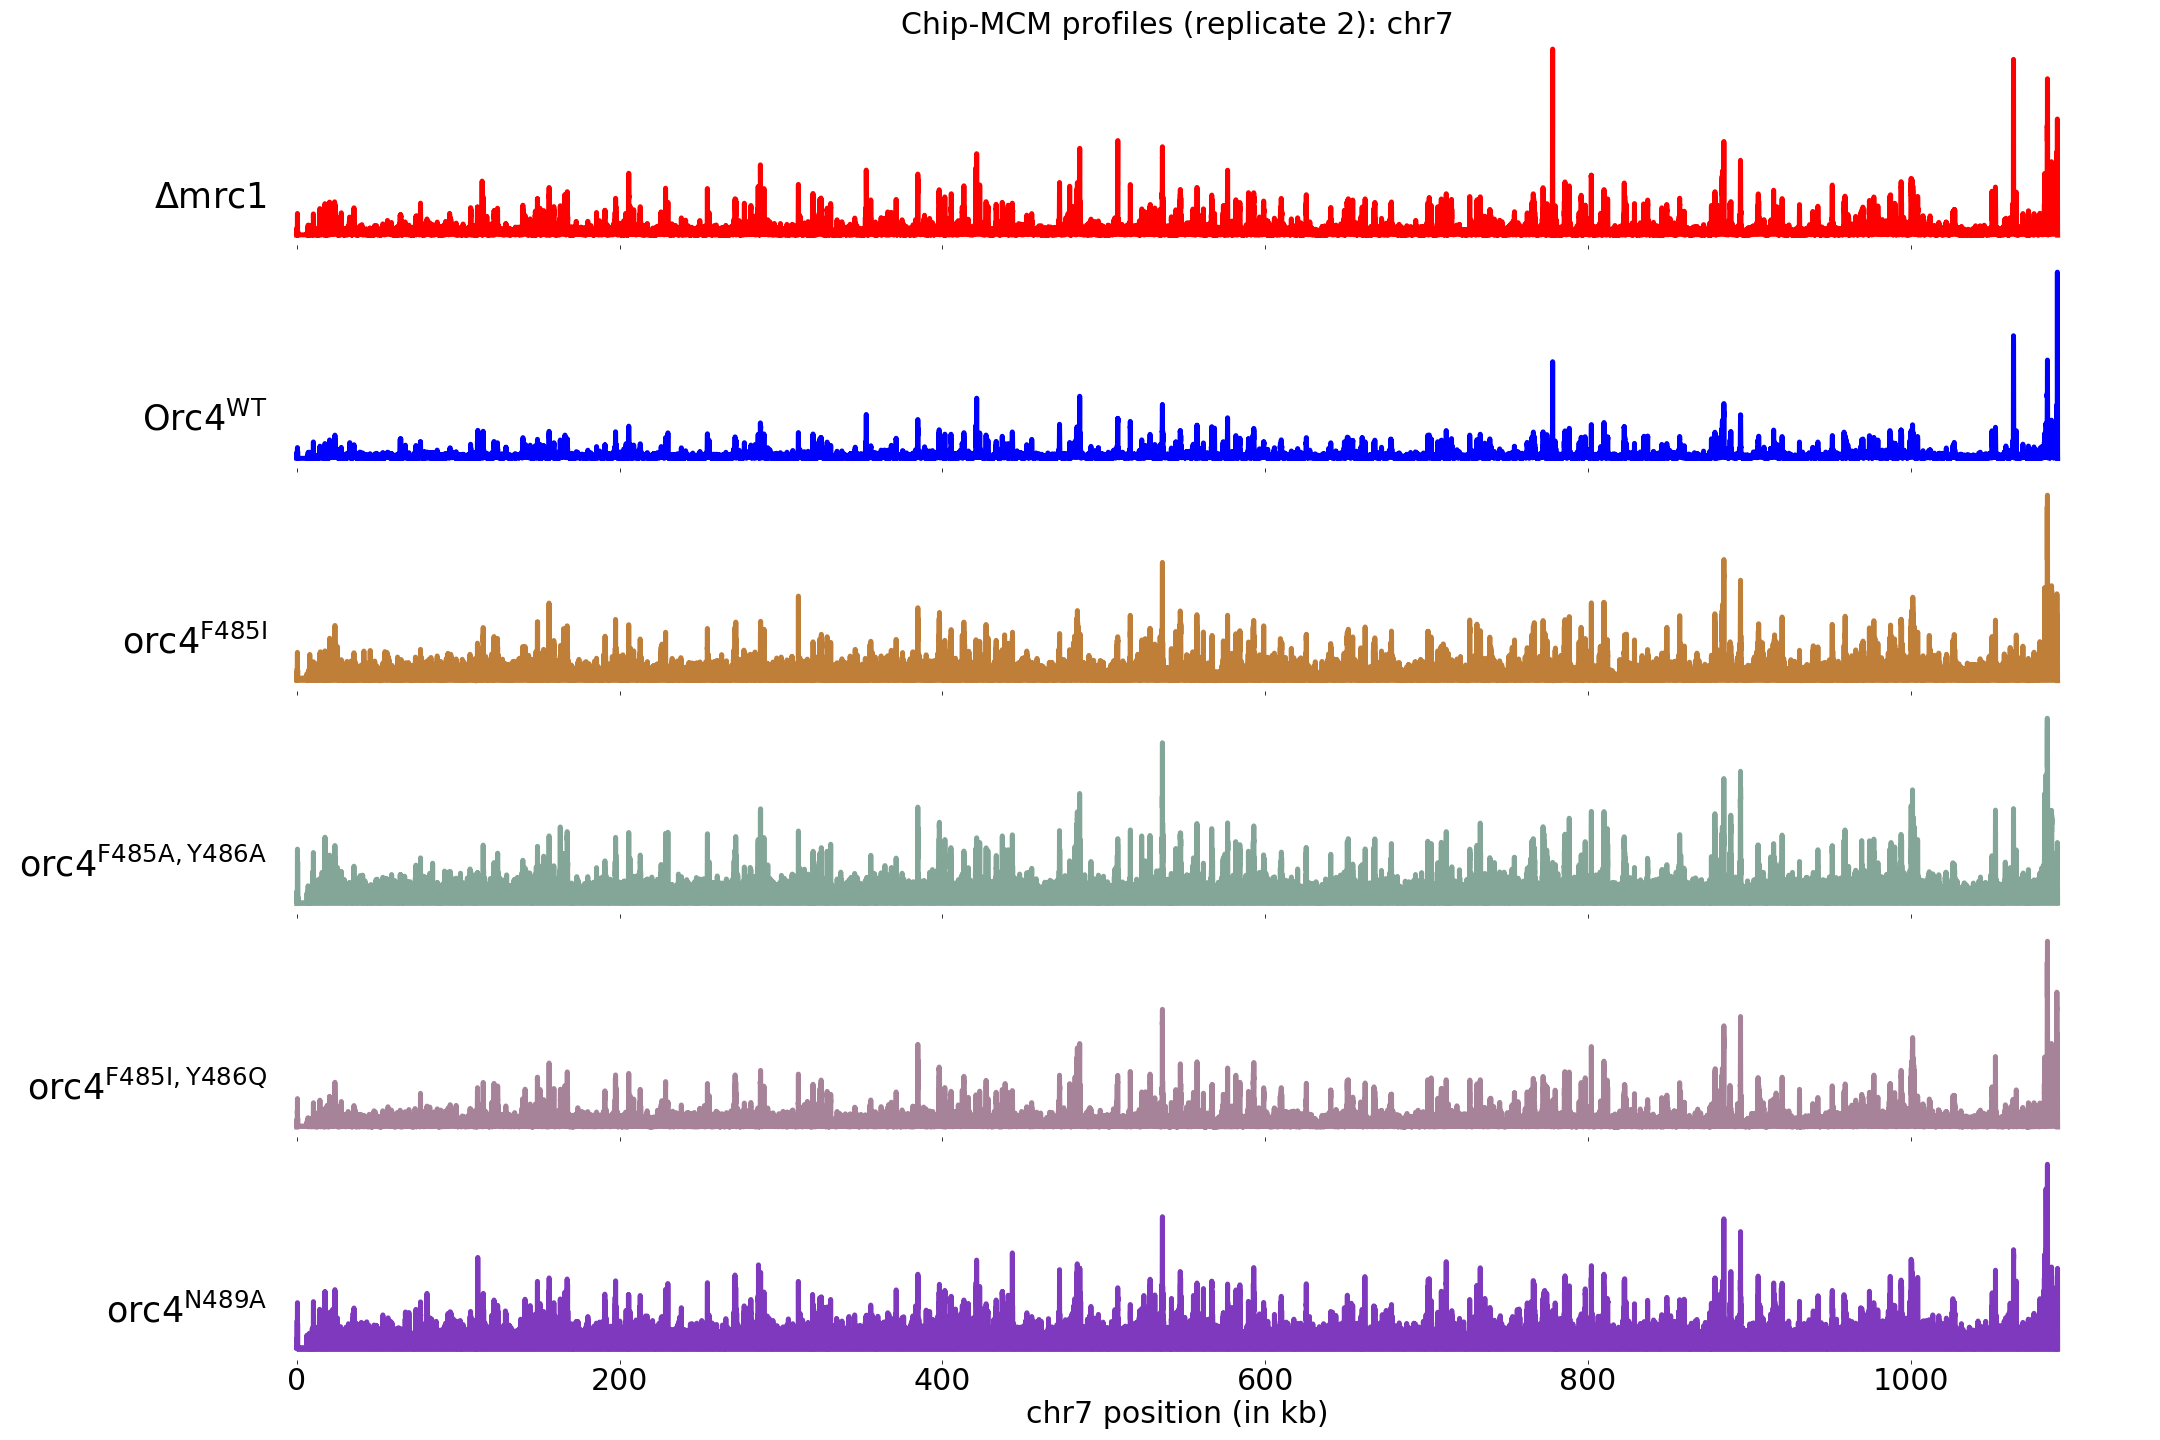 Chip-MCM profiles (replicate 2): chr7
Δmrc1
Orc4WT
orc4F485I
orc4F485A, Y486A
orc4F485I, Y486Q
orc4N489A
0 200 400 600 800 1000
chr7 position (in kb)